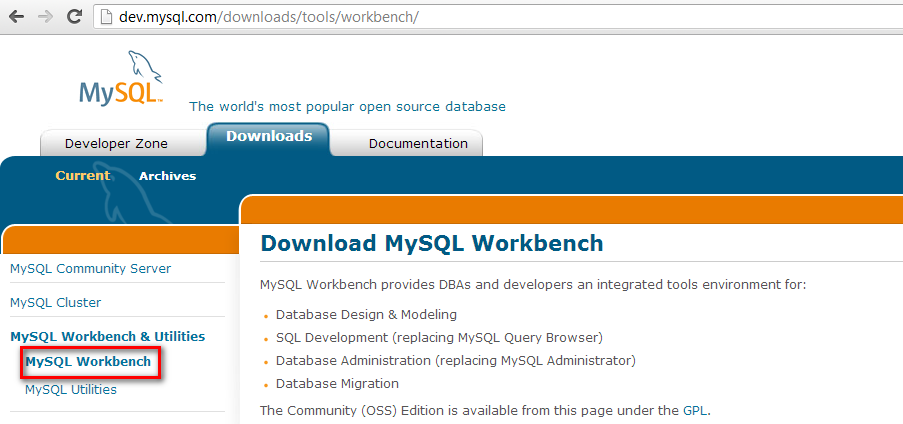 dev.mysql.com/downloads/tools/workbench/
MySQL™
The world's most popular open source database
Developer Zone
Downloads
Documentation
Current
Archives
Download MySQL Workbench
MySQL Community Server
MySQL Cluster
MySQL Workbench & Utilities
MySQL Workbench
MySQL Utilities
MySQL Workbench provides DBAs and developers an integrated tools environment for:
Database Design & Modeling
SQL Development (replacing MySQL Query Browser)
Database Administration (replacing MySQL Administrator)
Database Migration
The Community (OSS) Edition is available from this page under the GPL.